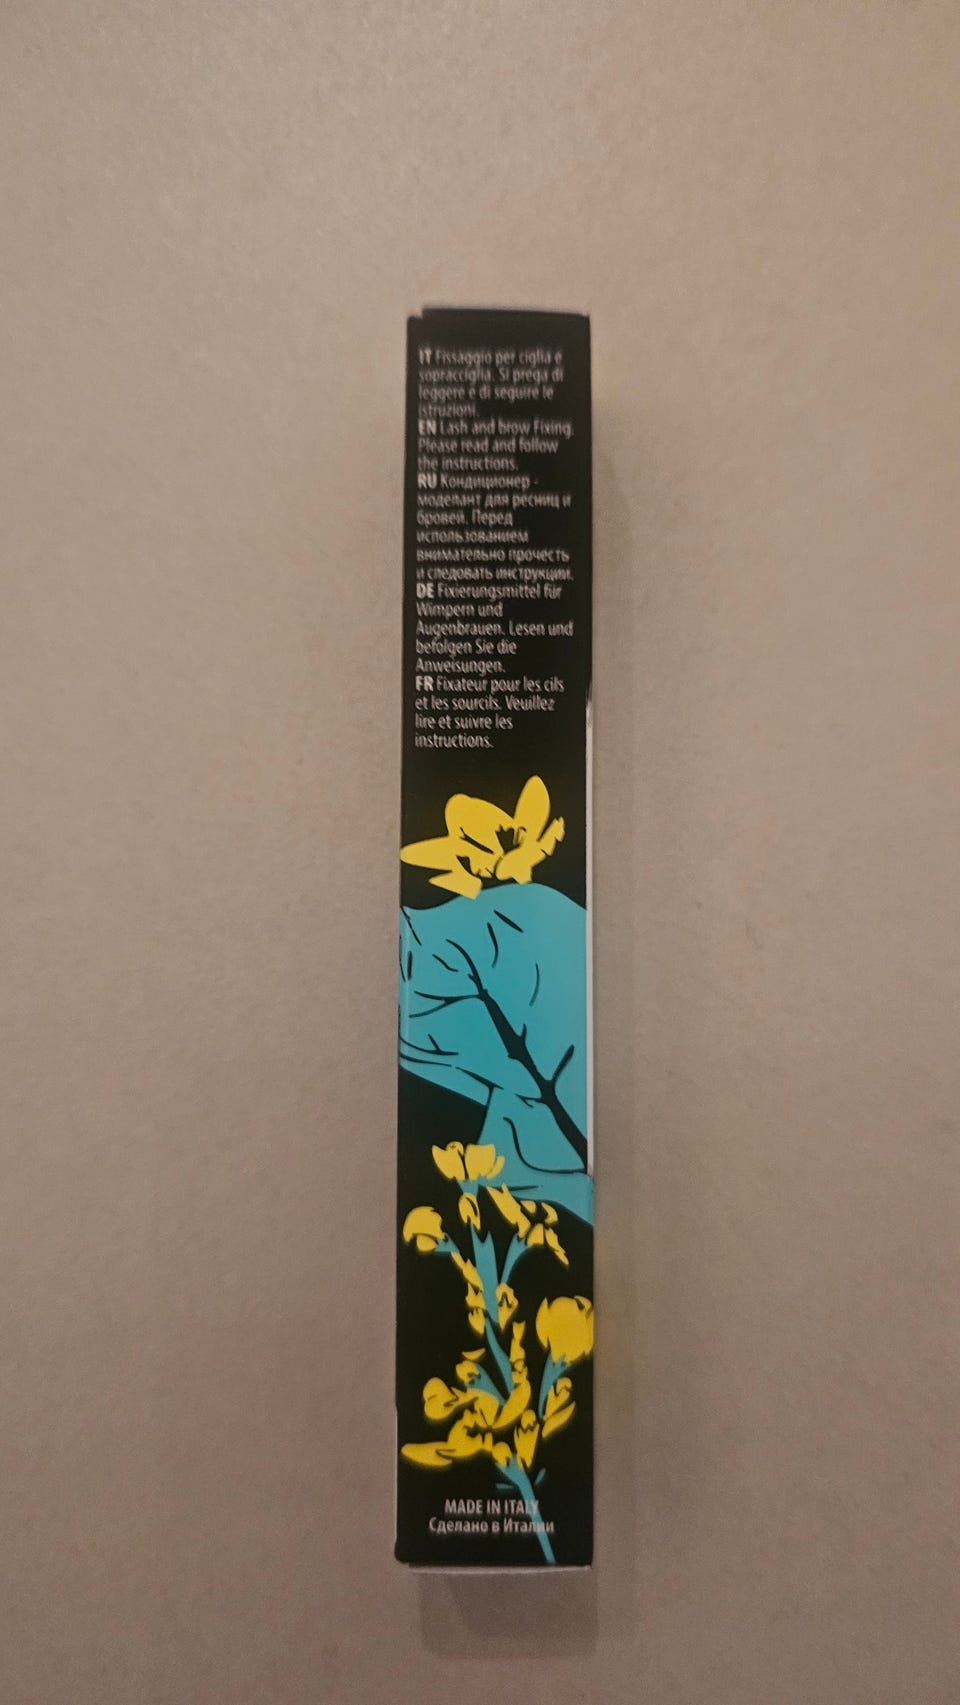 IT Fissaggio per ciglia e
sopracciglia. Si prega di
leggere e di seguire le
istruzioni.
EN Lash and brow fixing.
Please read and follow
the instructions.
RU Кондиционер -
моделант для ресниц и
бровей. Перед
использованием
внимательно прочесть
и следовать инструкции.
DE Fixierungsmittel für
Wimpern und
Augenbrauen. Lesen und
befolgen Sie die
Anweisungen.
FR Fixateur pour les cils
et les sourcils. Veuillez
lire et suivre les
instructions.
MADE IN ITALY
Сделано в Италии